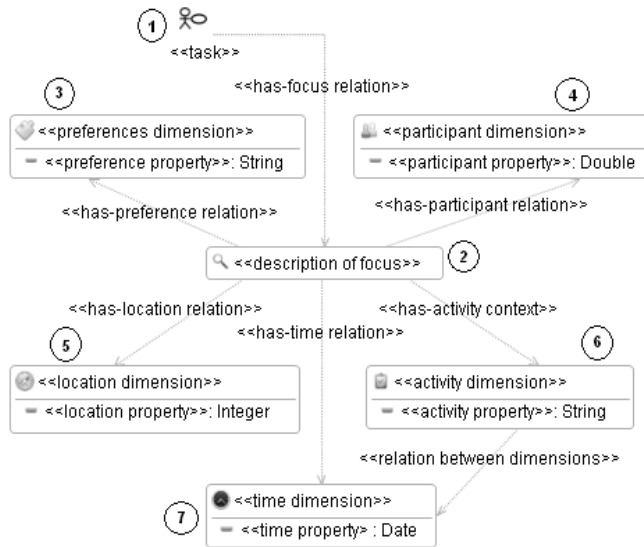 1
<<task>>
<<has-focus relation>>
3
4
<<preferences dimension>>
<<preference property>>: String
<<participant dimension>>
<<participant property>>: Double
<<has-preference relation>>
<<has-participant relation>>
<<description of focus>>
2
<<has-location relation>>
<<has-time relation>>
<<has-activity context>>
5
6
<<location dimension>>
<<location property>>: Integer
<<activity dimension>>
<<activity property>>: String
<<relation between dimensions>>
7
<<time dimension>>
<<time property> : Date